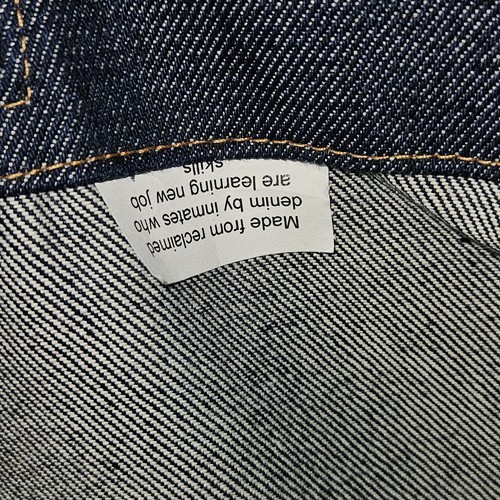 Made from reclaimed
denim by inmates who
are learning new job
skills